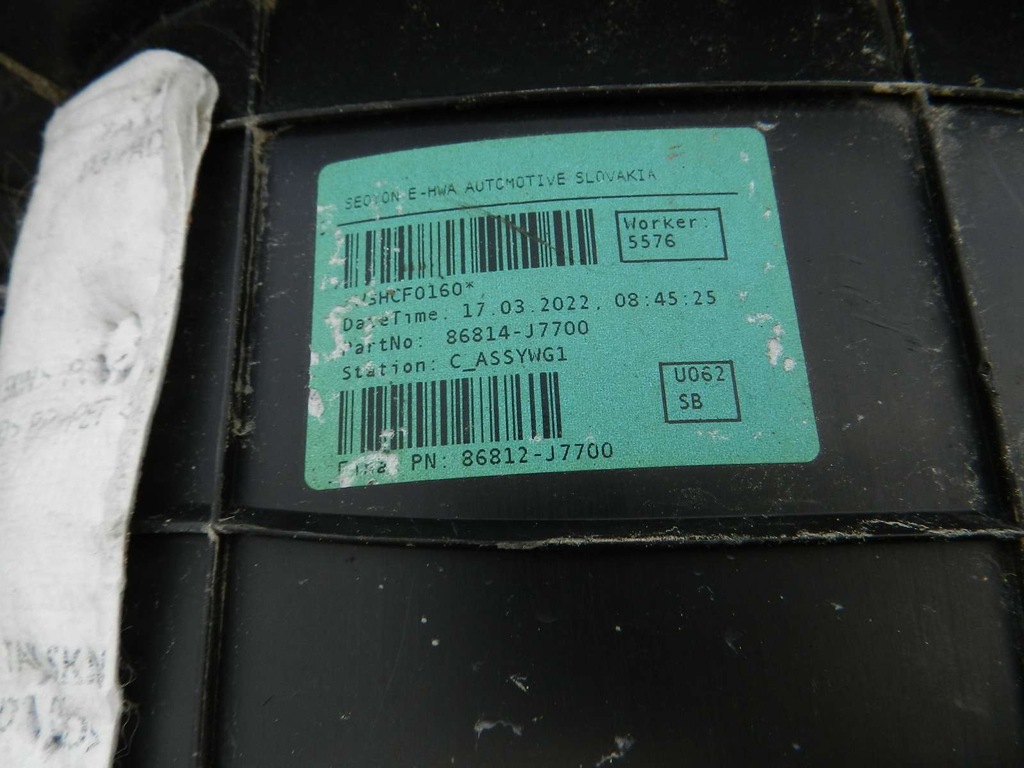 SEOYON E-HWA AUTOMOTIVE SLOVAKIA
Worker:
5576
DateTime. 17.03.2022, 08:45:25
PartNo: 86814-J7700
Station: C_ASSYWG1
U062
SB
PN: 86812-J7700